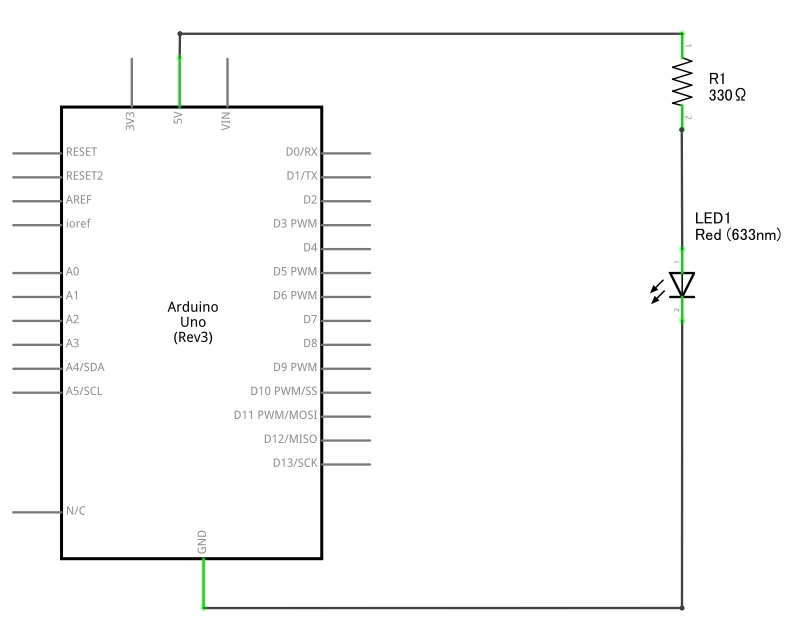 3V3
5V
VIN
1
R1
330Ω
2
RESET
RESET2
AREF
ioref
A0
A1
A2
A3
A4/SDA
A5/SCL
N/C
Arduino
Uno
(Rev3)
D0/RX
D1/TX
D2
D3 PWM
D4
D5 PWM
D6 PWM
D7
D8
D9 PWM
D10 PWM/SS
D11 PWM/MOSI
D12/MISO
D13/SCK
GND
LED1
Red (633nm)
1
2